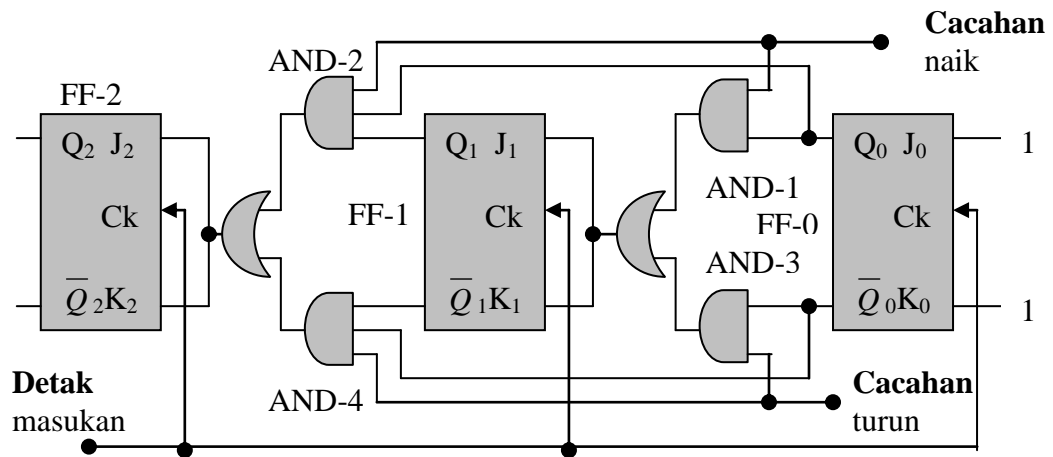 Cacahan
naik
AND-2
FF-2
Q₂ J₂
Ck
Q̅ ₂K₂
FF-1
Q₁ J₁
Ck
Q̅ ₁K₁
AND-1
FF-0
AND-3
Q₀ J₀
Ck
Q̅ ₀K₀
1
1
AND-4
Detak
masukan
Cacahan
turun